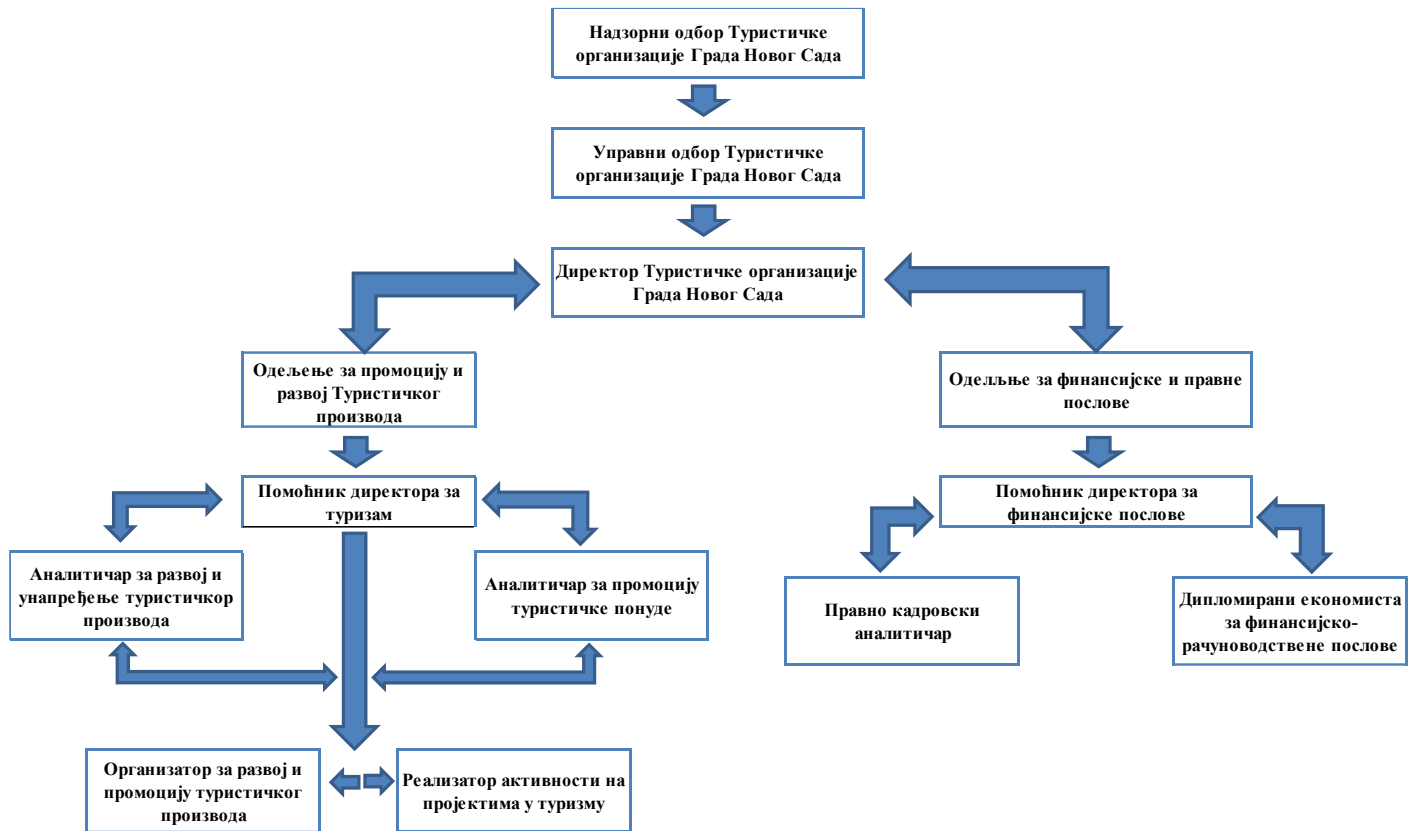 Надзорни одбор Туристичке
организације Града Новог Сада
Управни одбор Туристичке
организације Града Новог Сада
Директор Туристичке организације
Града Новог Сада
Одељење за промоцију и
развој Туристичког
производа
Одељље за финансијске и правне
послове
Помоћник директора за
туризам
Помоћник директора за
финансијске послове
Аналитичар за развој и
унапређење туристичкор
производа
Аналитичар за промоцију
туристичке понуде
Правно кадровски
аналитичар
Дипломирани економиста
за финансијско-
рачуноводствене послове
Организатор за развој и
промоцију туристичког
производа
Реализатор активности на
пројектима у туризму